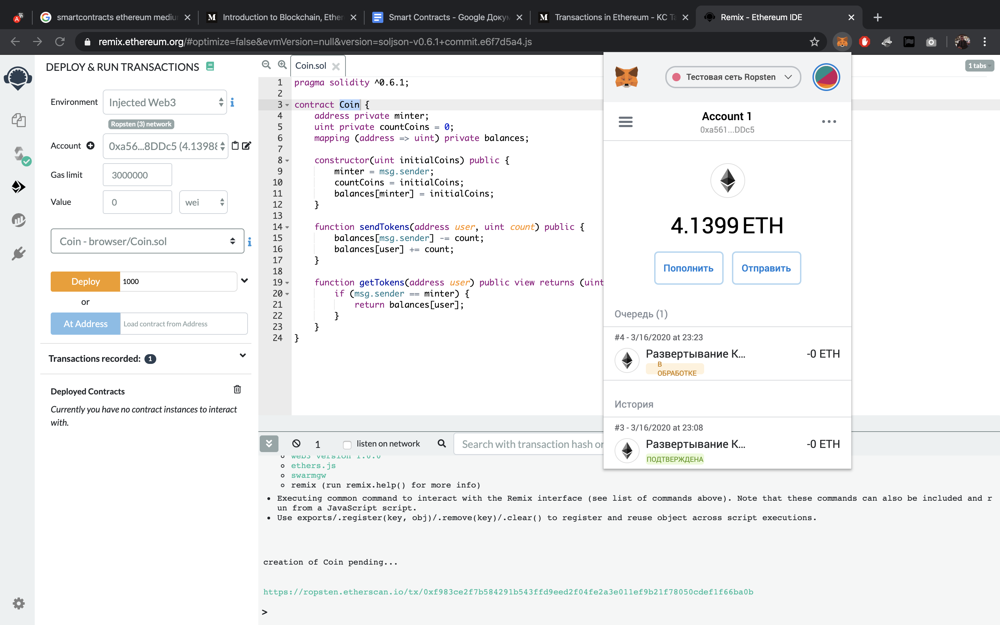 smartcontracts ethereum mediu
Introduction to Blockchain, Ether
Smart Contracts - Google Докум
Transactions in Ethereum - KC Ta
Remix - Ethereum IDE
remix.ethereum.org/#optimize=false&evmVersion=null&version=soljson-v0.6.1+commit.e6f7d5a4.js
DEPLOY & RUN TRANSACTIONS
Environment
Injected Web3
Ropsten (3) network
Account
0xa56...8DDc5 (4.13988
Gas limit
3000000
Value
0
wei
Coin - browser/Coin.sol
Deploy
1000
or
At Address
Load contract from Address
Transactions recorded: 1
Deployed Contracts
Currently you have no contract instances to interact
with.
Coin.sol
1 tabs
1 pragma solidity ^0.6.1;
2
3 contract Coin {
4 address private minter;
5 uint private countCoins = 0;
6 mapping (address => uint) private balances;
7
8 constructor(uint initialCoins) public {
9 minter = msg.sender;
10 countCoins = initialCoins;
11 balances[minter] = initialCoins;
12 }
13
14 function sendTokens(address user, uint count) public {
15 balances[msg.sender] -= count;
16 balances[user] += count;
17 }
18
19 function getTokens(address user) public view returns (uint
20 if (msg.sender == minter) {
21 return balances[user];
22 }
23 }
24 }
Тестовая сеть Ropsten
Account 1
0xa561...DDc5
4.1399 ETH
Пополнить
Отправить
Очередь (1)
#4 - 3/16/2020 at 23:23
Развертывание К...
-0 ETH
В
ОБРАБОТКЕ
История
#3 - 3/16/2020 at 23:08
Развертывание К...
-0 ETH
ПОДТВЕРЖДЕНА
1
listen on network
Search with transaction hash or
web3 version 1.0.0
ethers.js
swarmgw
remix (run remix.help() for more info)
Executing common command to interact with the Remix interface (see list of commands above). Note that these commands can also be included and r
un from a JavaScript script.
Use exports/.register(key, obj)/.remove(key)/.clear() to register and reuse object across script executions.
creation of Coin pending...
https://ropsten.etherscan.io/tx/0xf983ce2f7b584291b543ffd9eed2f04fe2a3e011ef9b21f78050cdef1f66ba0b
>